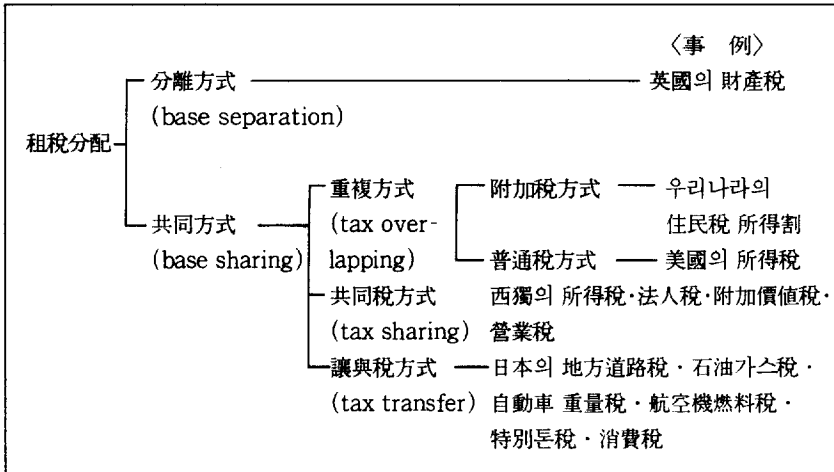 〈事 例〉
分離方式 英國의 財產稅
(base separation)
租稅分配
重複方式 附加稅方式 우리나라의
共同方式 (tax over- 住民稅 所得割
(base sharing) lapping) 普通稅方式 美國의 所得稅
共同稅方式 西獨의 所得稅·法人稅·附加價値稅·
(tax sharing) 營業稅
讓與稅方式 日本의 地方道路稅·石油가스稅·
(tax transfer) 自動車 重量稅·航空機燃料稅·
特別톤稅·消費稅